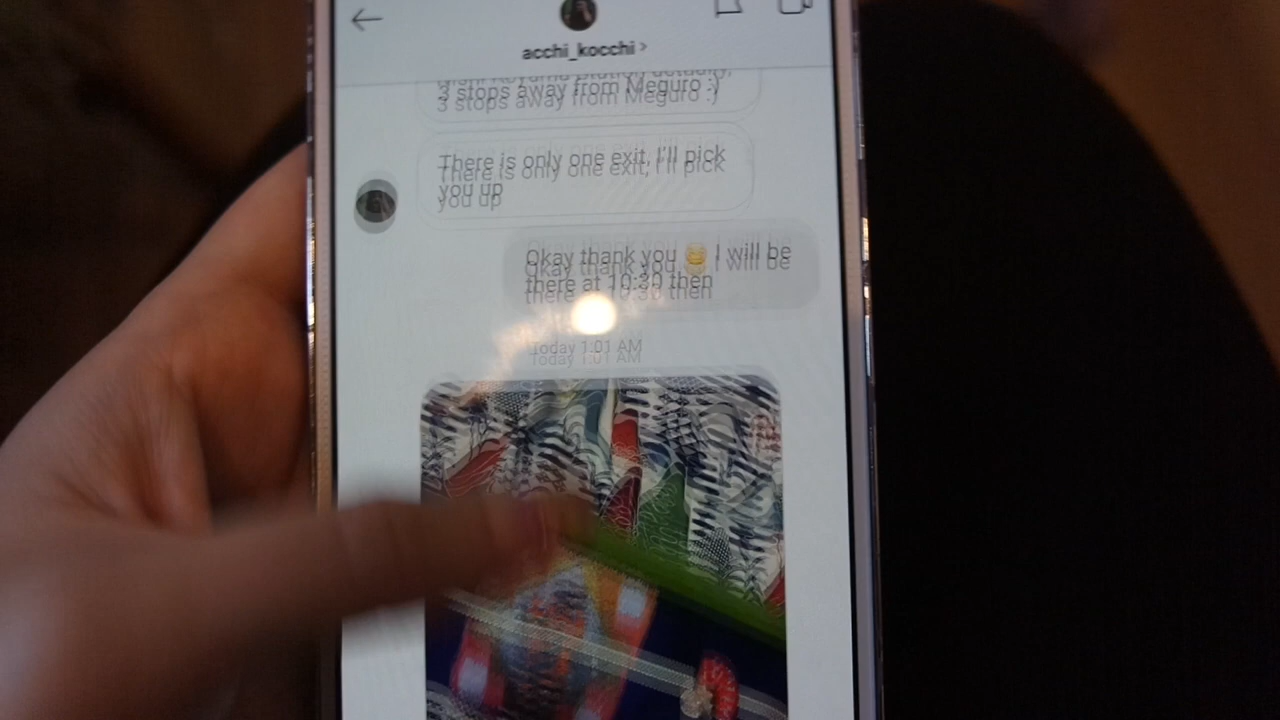 acchi_kocchi
3 stops away from Meguro :)
There is only one exit, I'll pick
you up
Okay thank you 😄 I will be
there at 10:30 then
Today 1:01 AM